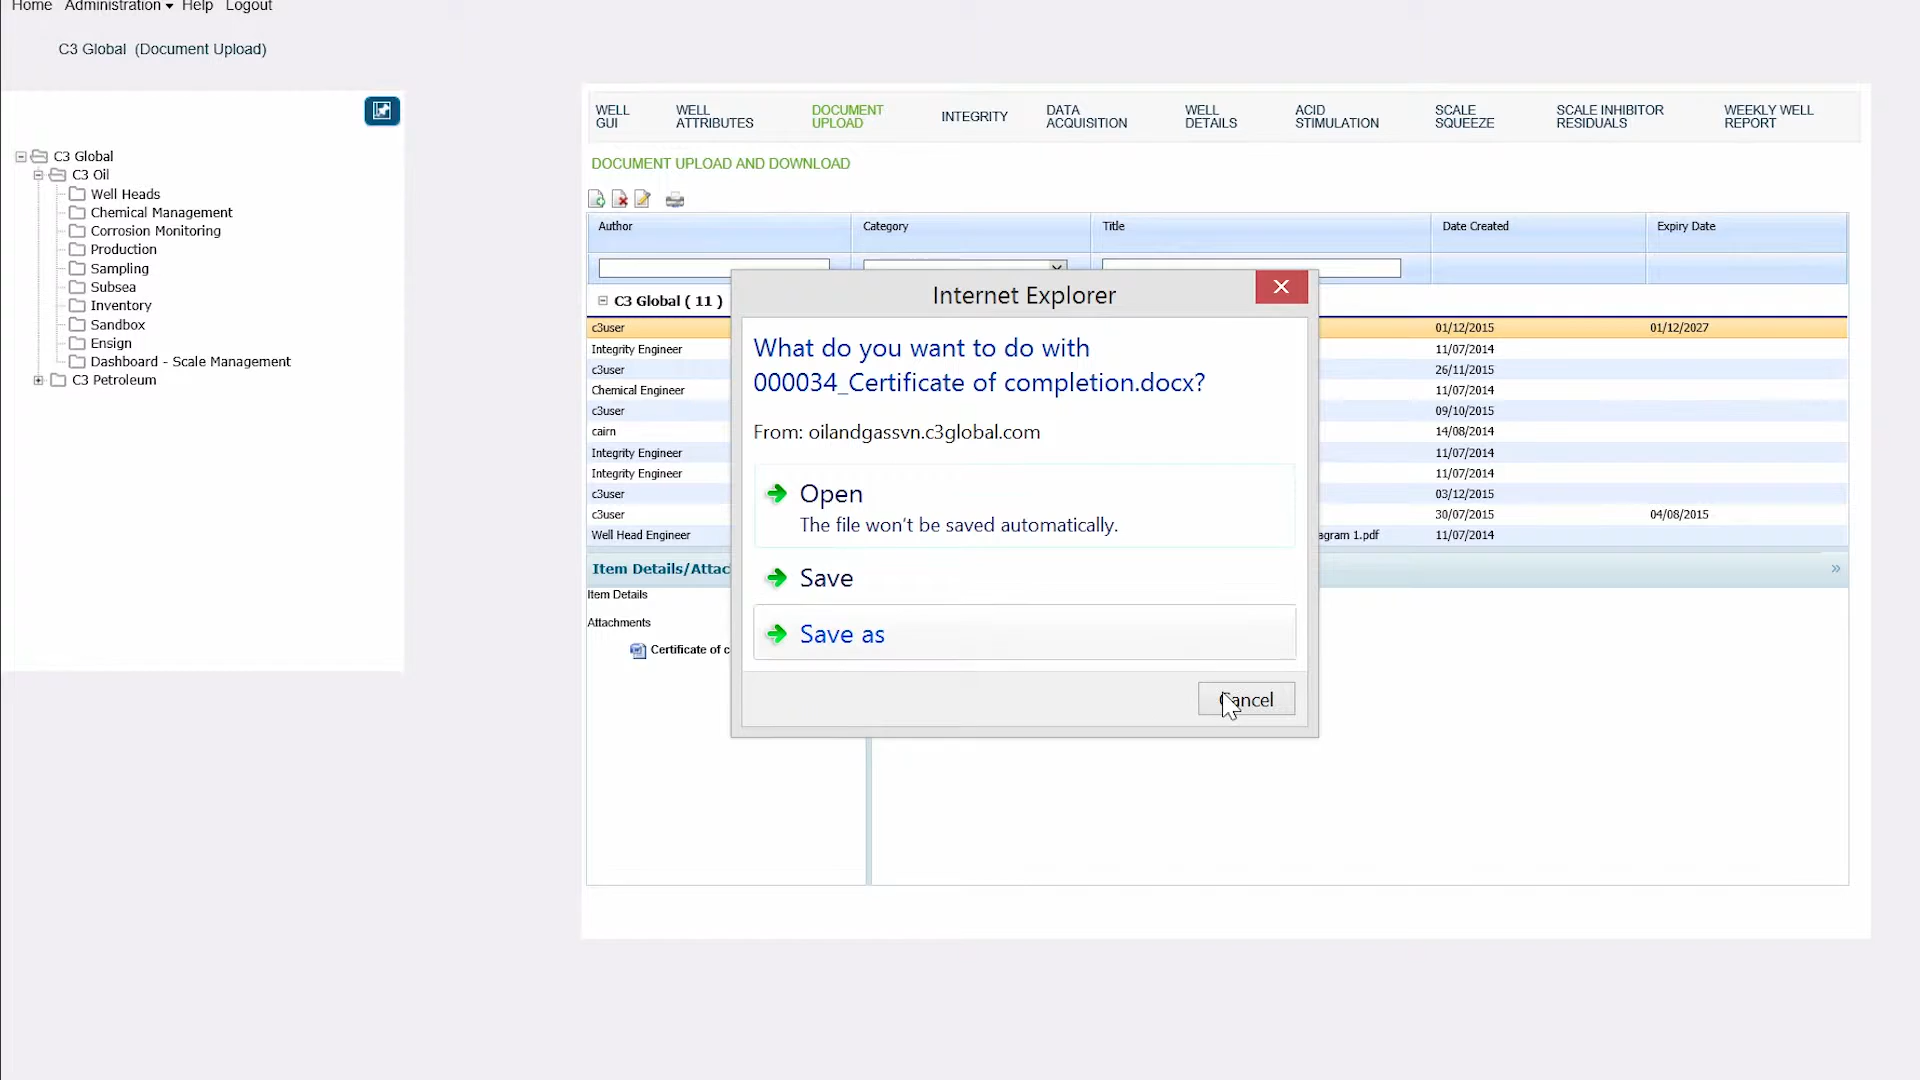 Home Administration Help Logout
C3 Global (Document Upload)
C3 Global
C3 Oil
Well Heads
Chemical Management
Corrosion Monitoring
Production
Sampling
Subsea
Inventory
Sandbox
Ensign
Dashboard - Scale Management
C3 Petroleum
WELL GUI
WELL ATTRIBUTES
DOCUMENT UPLOAD
INTEGRITY
DATA ACQUISITION
WELL DETAILS
ACID STIMULATION
SCALE SQUEEZE
SCALE INHIBITOR RESIDUALS
WEEKLY WELL REPORT
DOCUMENT UPLOAD AND DOWNLOAD
Author Category Title Date Created Expiry Date
C3 Global ( 11 )
c3user 01/12/2015 01/12/2027
Integrity Engineer 11/07/2014
c3user 26/11/2015
Chemical Engineer 11/07/2014
c3user 09/10/2015
cairn 14/08/2014
Integrity Engineer 11/07/2014
Integrity Engineer 11/07/2014
c3user 03/12/2015
c3user 30/07/2015 04/08/2015
Well Head Engineer agram 1.pdf 11/07/2014
Item Details/Attac
Item Details
Attachments
Certificate of c
Internet Explorer
What do you want to do with
000034_Certificate of completion.docx?
From: oilandgassvn.c3global.com
Open
The file won't be saved automatically.
Save
Save as
Cancel